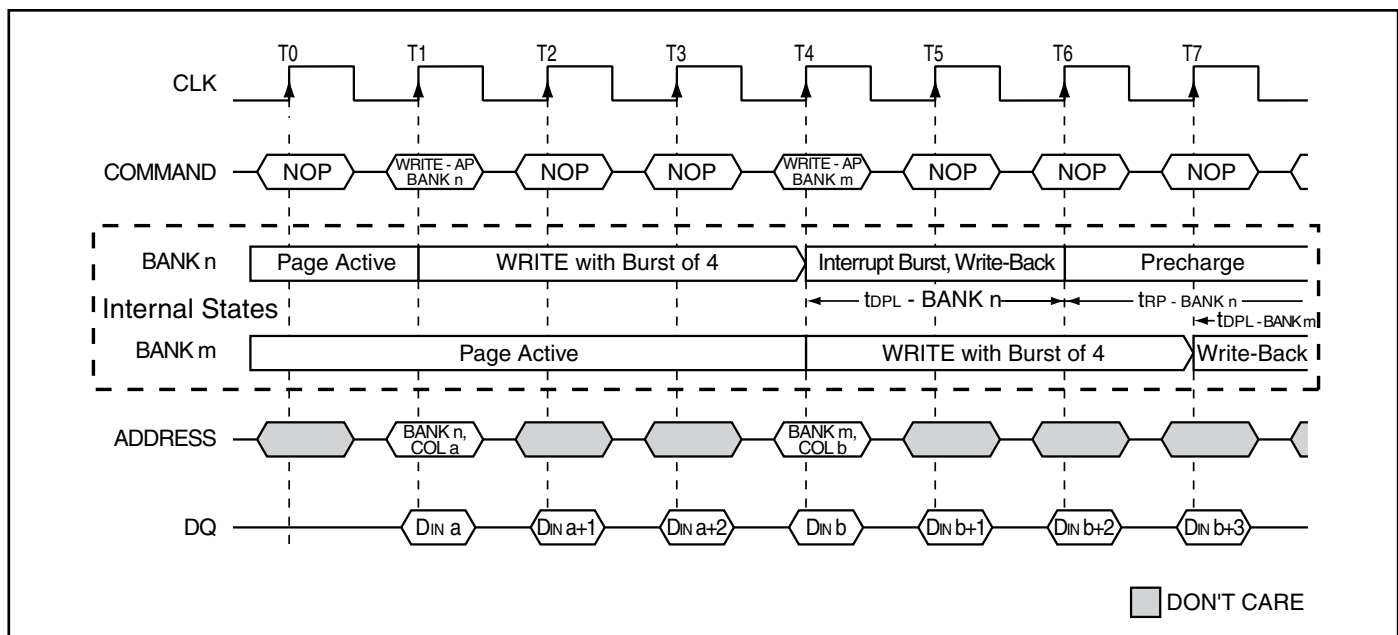 T0 T1 T2 T3 T4 T5 T6 T7
CLK
COMMAND NOP WRITE - AP BANK n NOP NOP WRITE - AP BANK m NOP NOP NOP
BANK n Page Active WRITE with Burst of 4 Interrupt Burst, Write-Back Precharge
Internal States tDPL - BANK n tRP - BANK n
tDPL - BANK m
BANK m Page Active WRITE with Burst of 4 Write-Back
ADDRESS BANK n, COL a BANK m, COL b
DQ DIN a DIN a+1 DIN a+2 DIN b DIN b+1 DIN b+2 DIN b+3
DON'T CARE